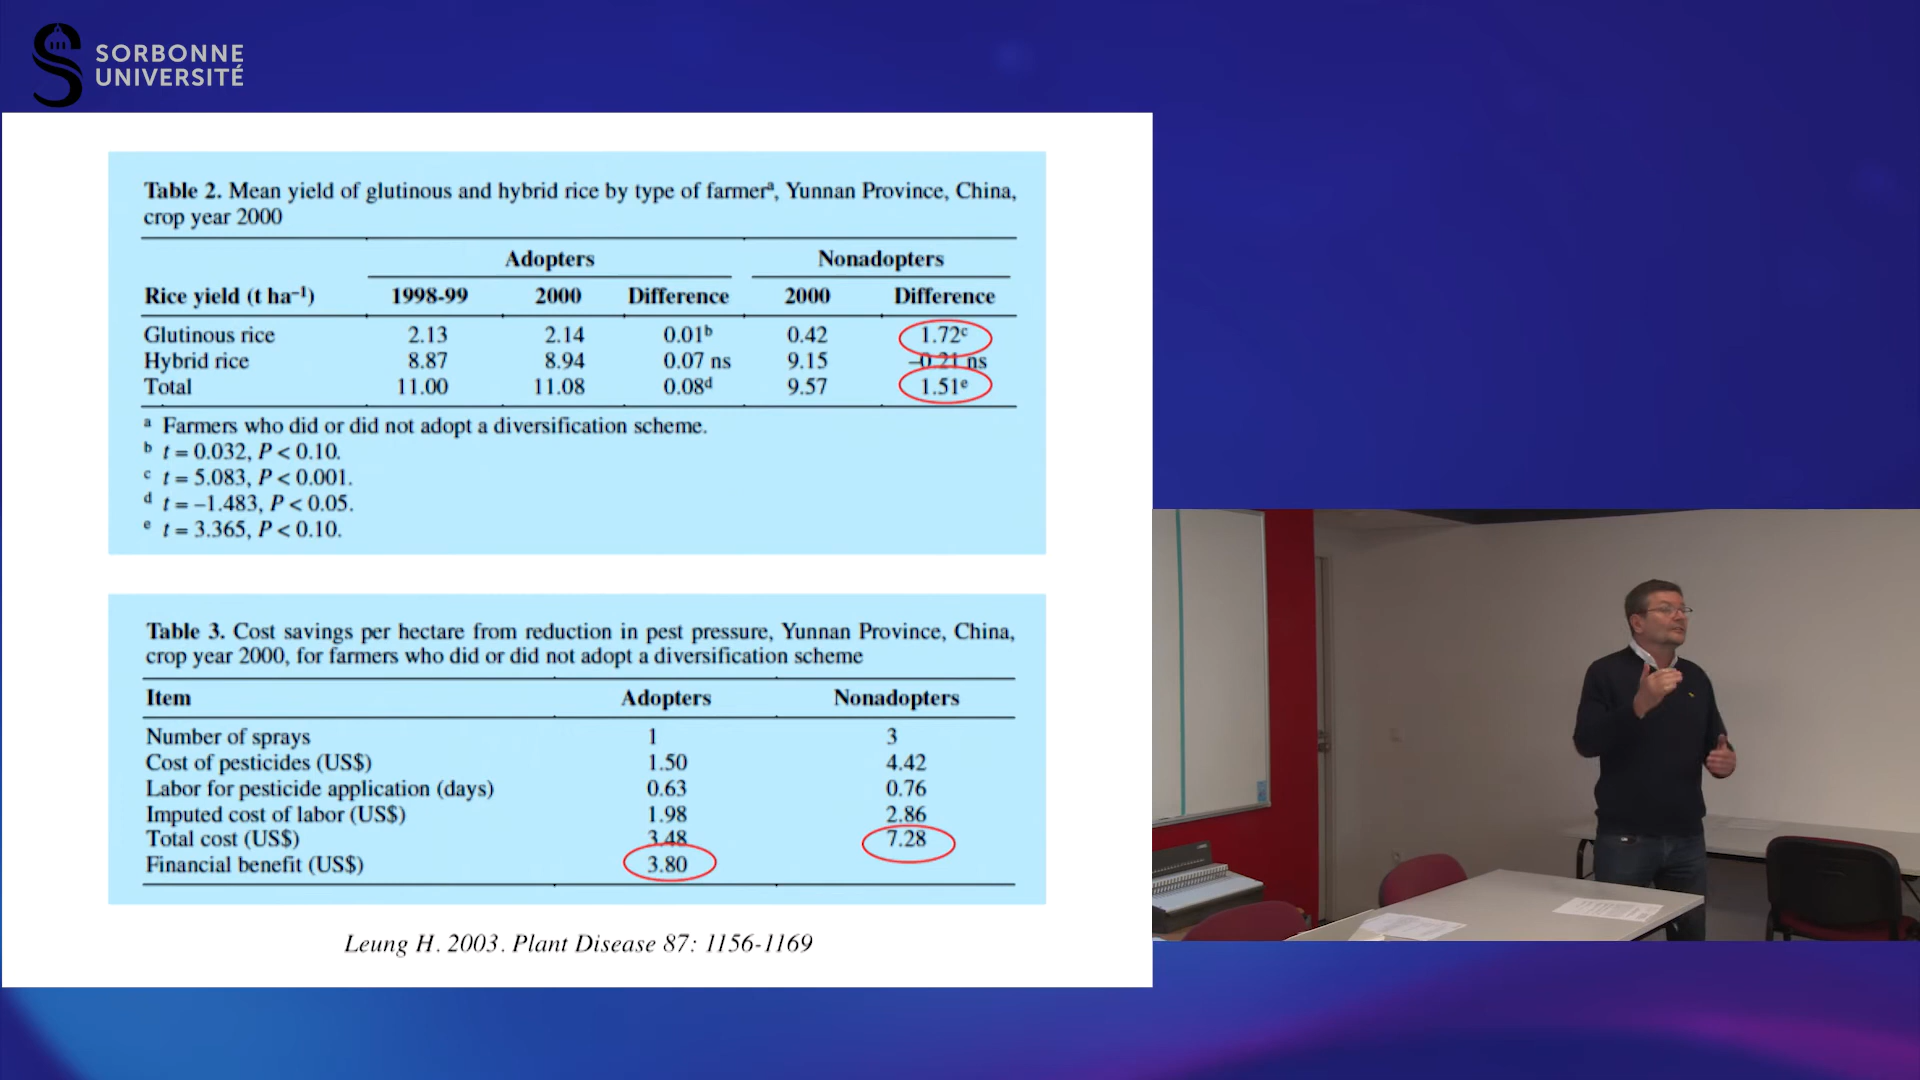 SORBONNE
UNIVERSITÉ
Table 2. Mean yield of glutinous and hybrid rice by type of farmerᵃ, Yunnan Province, China,
crop year 2000
Adopters Nonadopters
Rice yield (t ha⁻¹) 1998-99 2000 Difference 2000 Difference
Glutinous rice 2.13 2.14 0.01ᵇ 0.42 1.72ᶜ
Hybrid rice 8.87 8.94 0.07 ns 9.15 –0.21 ns
Total 11.00 11.08 0.08ᵈ 9.57 1.51ᵉ
ᵃ Farmers who did or did not adopt a diversification scheme.
ᵇ t = 0.032, P < 0.10.
ᶜ t = 5.083, P < 0.001.
ᵈ t = –1.483, P < 0.05.
ᵉ t = 3.365, P < 0.10.
Table 3. Cost savings per hectare from reduction in pest pressure, Yunnan Province, China,
crop year 2000, for farmers who did or did not adopt a diversification scheme
Item Adopters Nonadopters
Number of sprays 1 3
Cost of pesticides (US$) 1.50 4.42
Labor for pesticide application (days) 0.63 0.76
Imputed cost of labor (US$) 1.98 2.86
Total cost (US$) 3.48 7.28
Financial benefit (US$) 3.80
Leung H. 2003. Plant Disease 87: 1156-1169